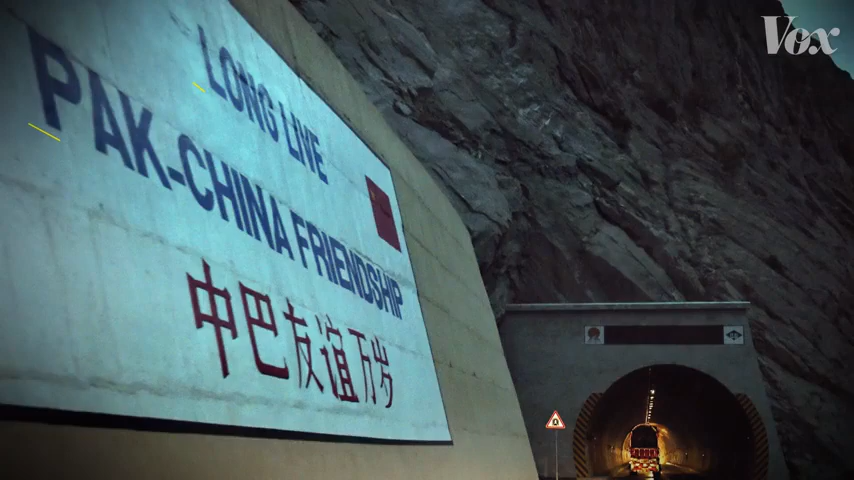 Vox
LONG LIVE
PAK-CHINA FRIENDSHIP
中巴友谊万岁